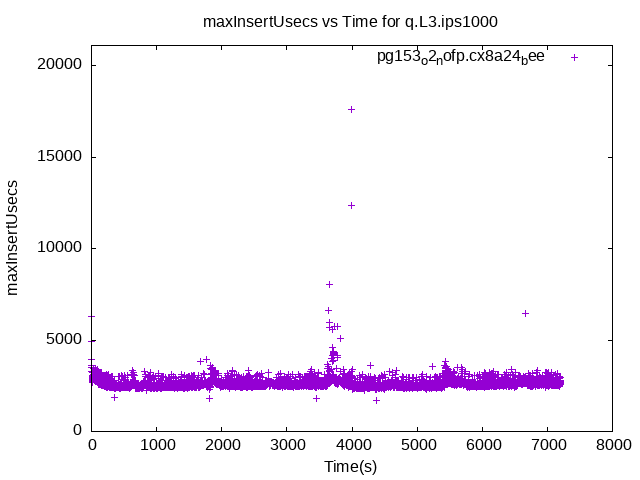 maxInsertUsecs vs Time for q.L3.ips1000
pg153o2nofp.cx8a24bee
20000
15000
10000
5000
0
maxInsertUsecs
0 1000 2000 3000 4000 5000 6000 7000 8000
Time(s)